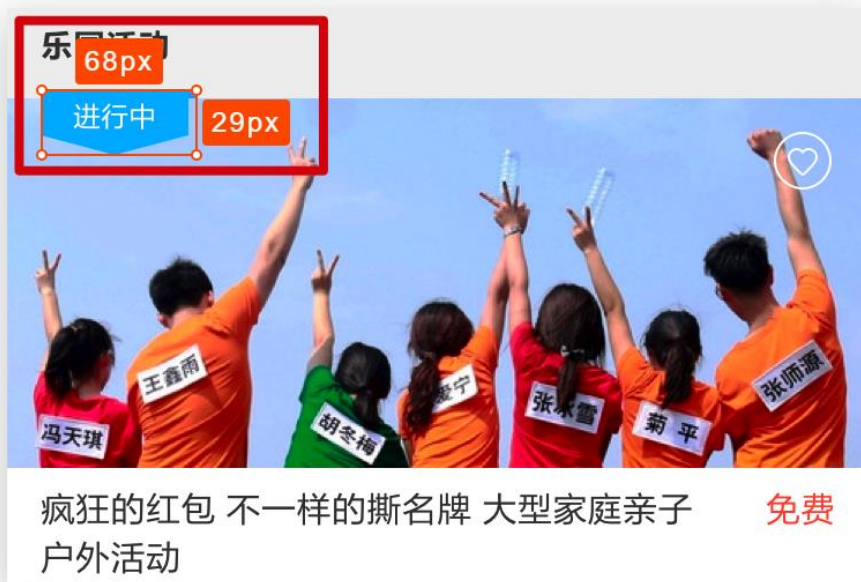 乐园活动
68px
进行中
29px
王鑫雨
冯天琪
胡冬梅
宁
张冰雪
菊 平
张师源
疯狂的红包 不一样的撕名牌 大型家庭亲子
户外活动
免费